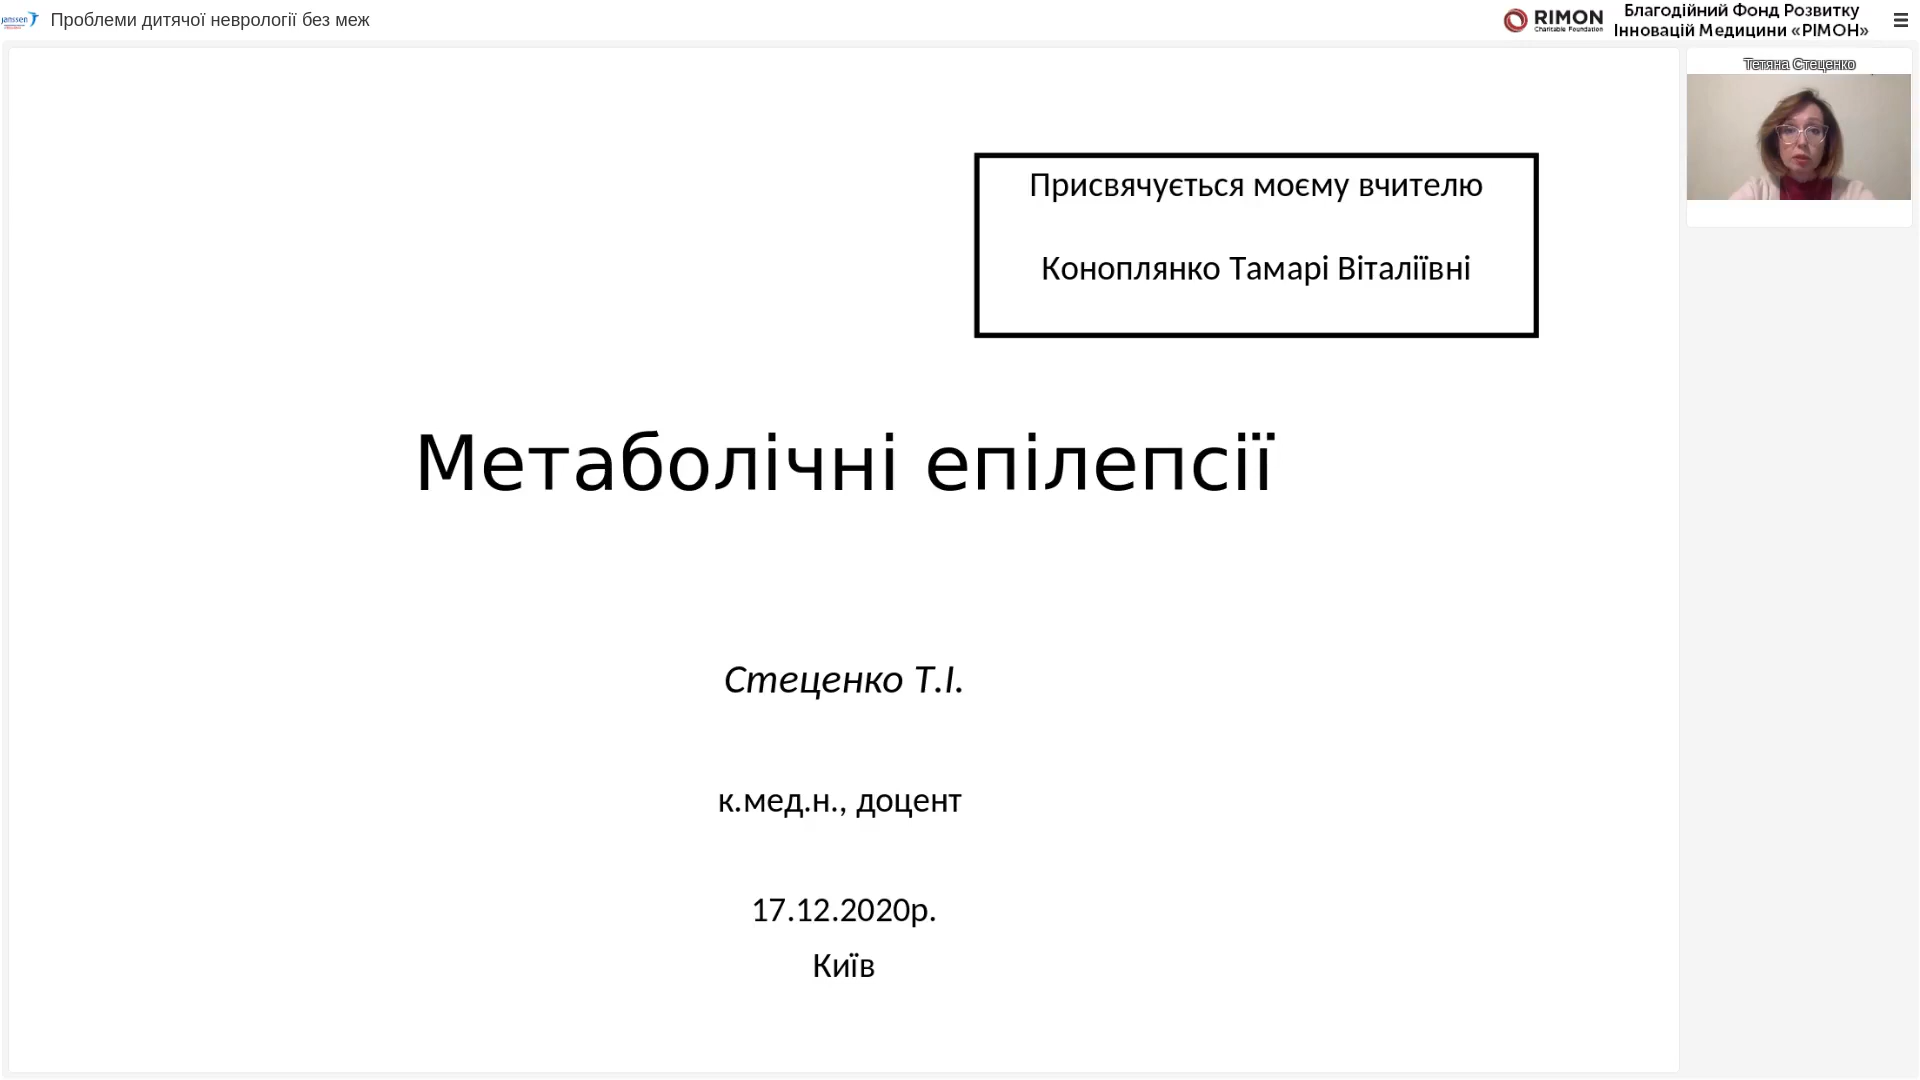 janssen
Проблеми дитячої неврології без меж
RIMON
Charitable Foundation
Благодійний Фонд Розвитку
Інновацій Медицини «РІМОН»
Тетяна Стеценко
Присвячується моєму вчителю
Коноплянко Тамарі Віталіївні
Метаболічні епілепсії
Стеценко Т.І.
к.мед.н., доцент
17.12.2020р.
Київ